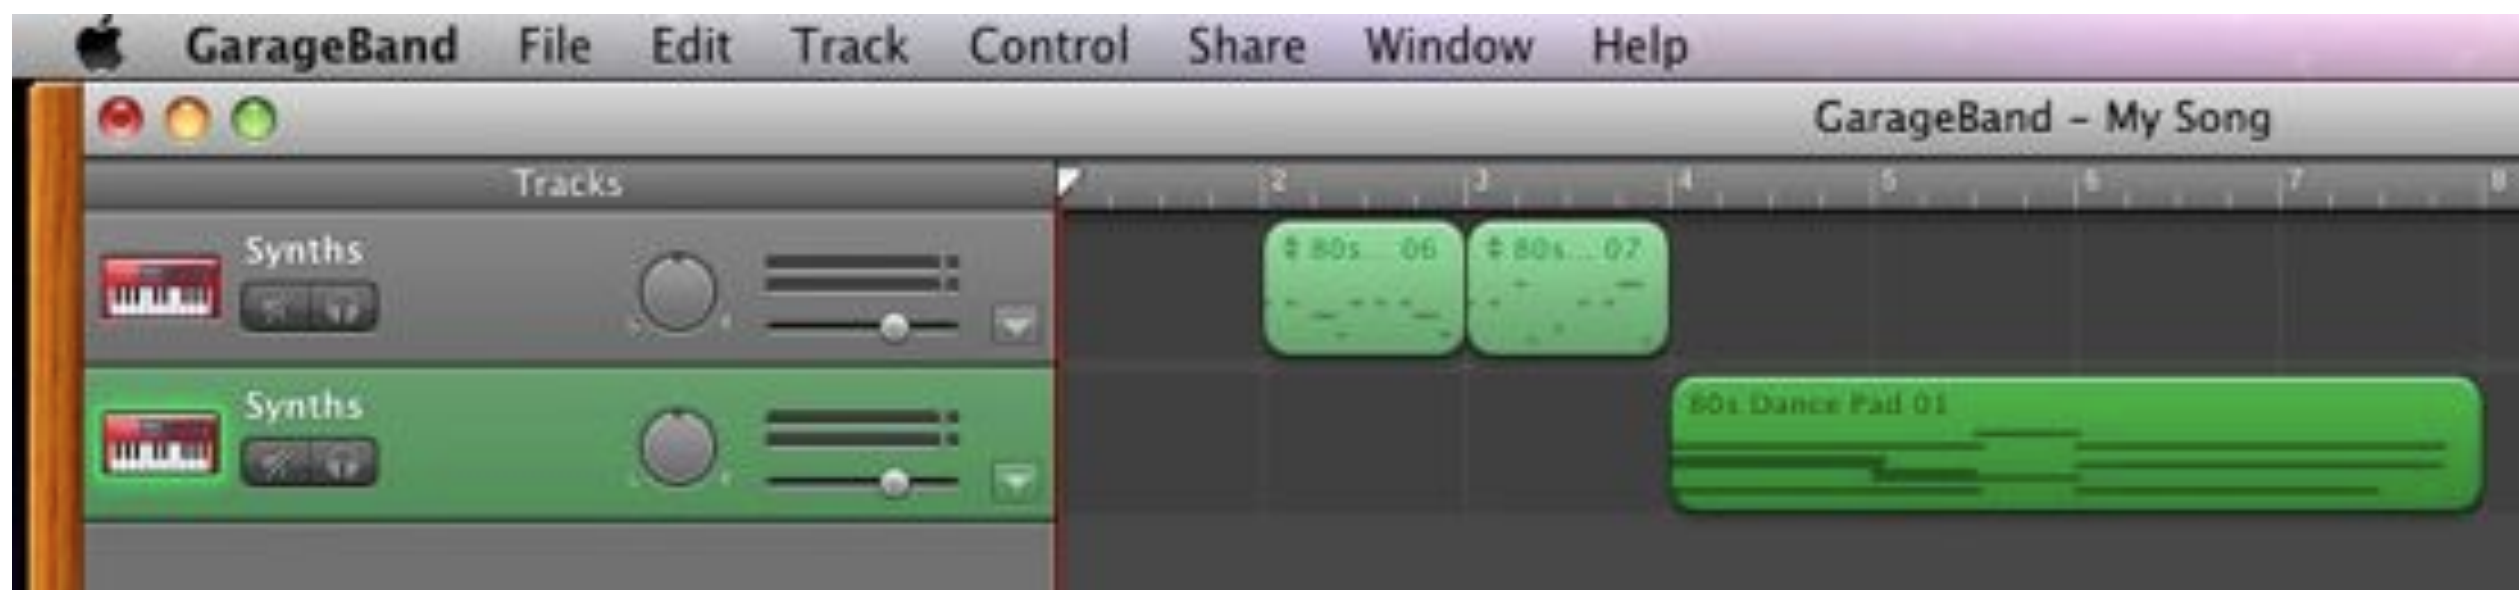 GarageBand File Edit Track Control Share Window Help
GarageBand – My Song
Tracks
2 3 4 5 6 7 8
Synths
80s... 06
80s... 07
Synths
80s Dance Pad 01